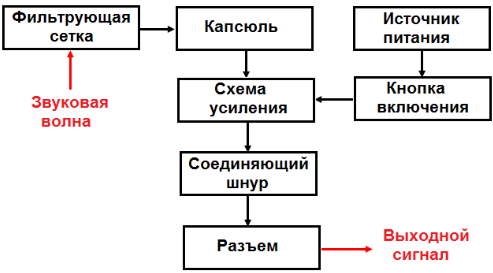 Фильтрующая
сетка
Капсюль
Источник
питания
Звуковая
волна
Схема
усиления
Кнопка
включения
Соединяющий
шнур
Разъем
Выходной
сигнал